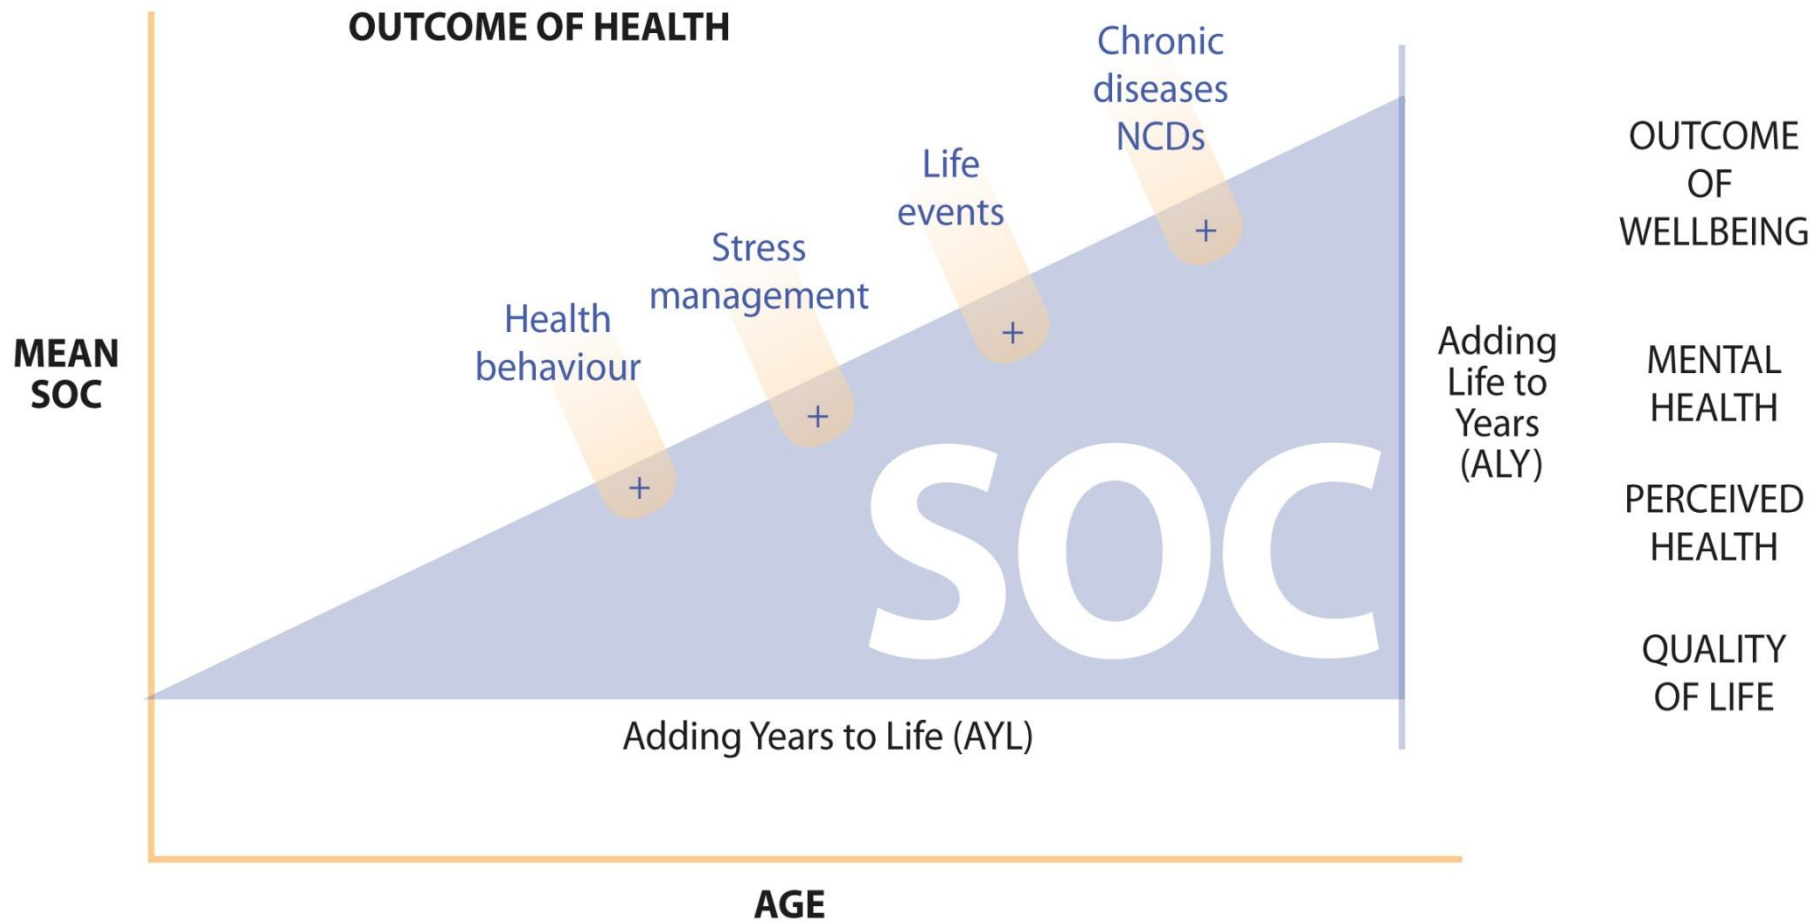 OUTCOME OF HEALTH
Chronic
diseases
NCDs
Life
events
Stress
management
Health
behaviour
+
+
+
+
MEAN
SOC
SOC
Adding
Life to
Years
(ALY)
OUTCOME
OF
WELLBEING
MENTAL
HEALTH
PERCEIVED
HEALTH
QUALITY
OF LIFE
Adding Years to Life (AYL)
AGE